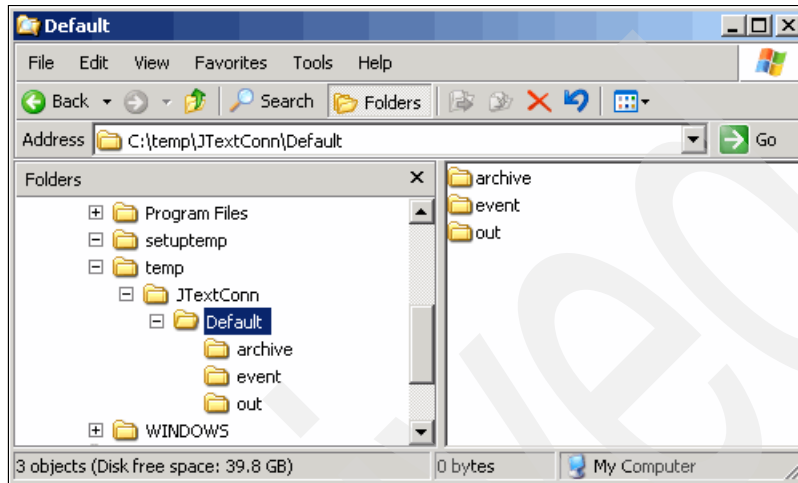 Default
File Edit View Favorites Tools Help
Back Search Folders
Address C:\temp\JTextConn\Default Go
Folders
Program Files
setuptemp
temp
JTextConn
Default
archive
event
out
WINDOWS
archive
event
out
3 objects (Disk free space: 39.8 GB) 0 bytes My Computer